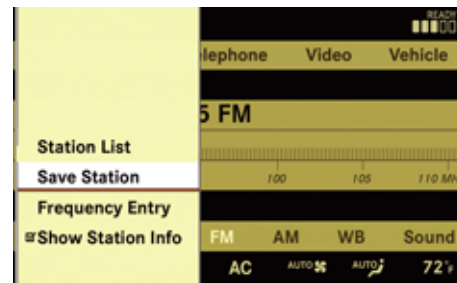 READY
elephone Video Vehicle
5 FM
Station List
Save Station
100 105 110 MH
Frequency Entry
Show Station Info FM AM WB Sound
AC AUTO AUTO 72°F